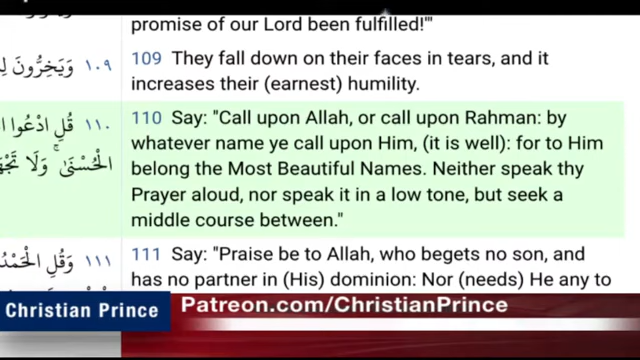 promise of our Lord been fulfilled!'"
١٠٩ وَيَخِرُّونَ
109 They fall down on their faces in tears, and it
increases their (earnest) humility.
١١٠ قُلِ ادْعُوا
الْحُسْنَىٰ ۚ وَلَا
110 Say: "Call upon Allah, or call upon Rahman: by
whatever name ye call upon Him, (it is well): for to Him
belong the Most Beautiful Names. Neither speak thy
Prayer aloud, nor speak it in a low tone, but seek a
middle course between."
١١١ وَقُلِ
111 Say: "Praise be to Allah, who begets no son, and
has no partner in (His) dominion: Nor (needs) He any to
Christian Prince
Patreon.com/ChristianPrince